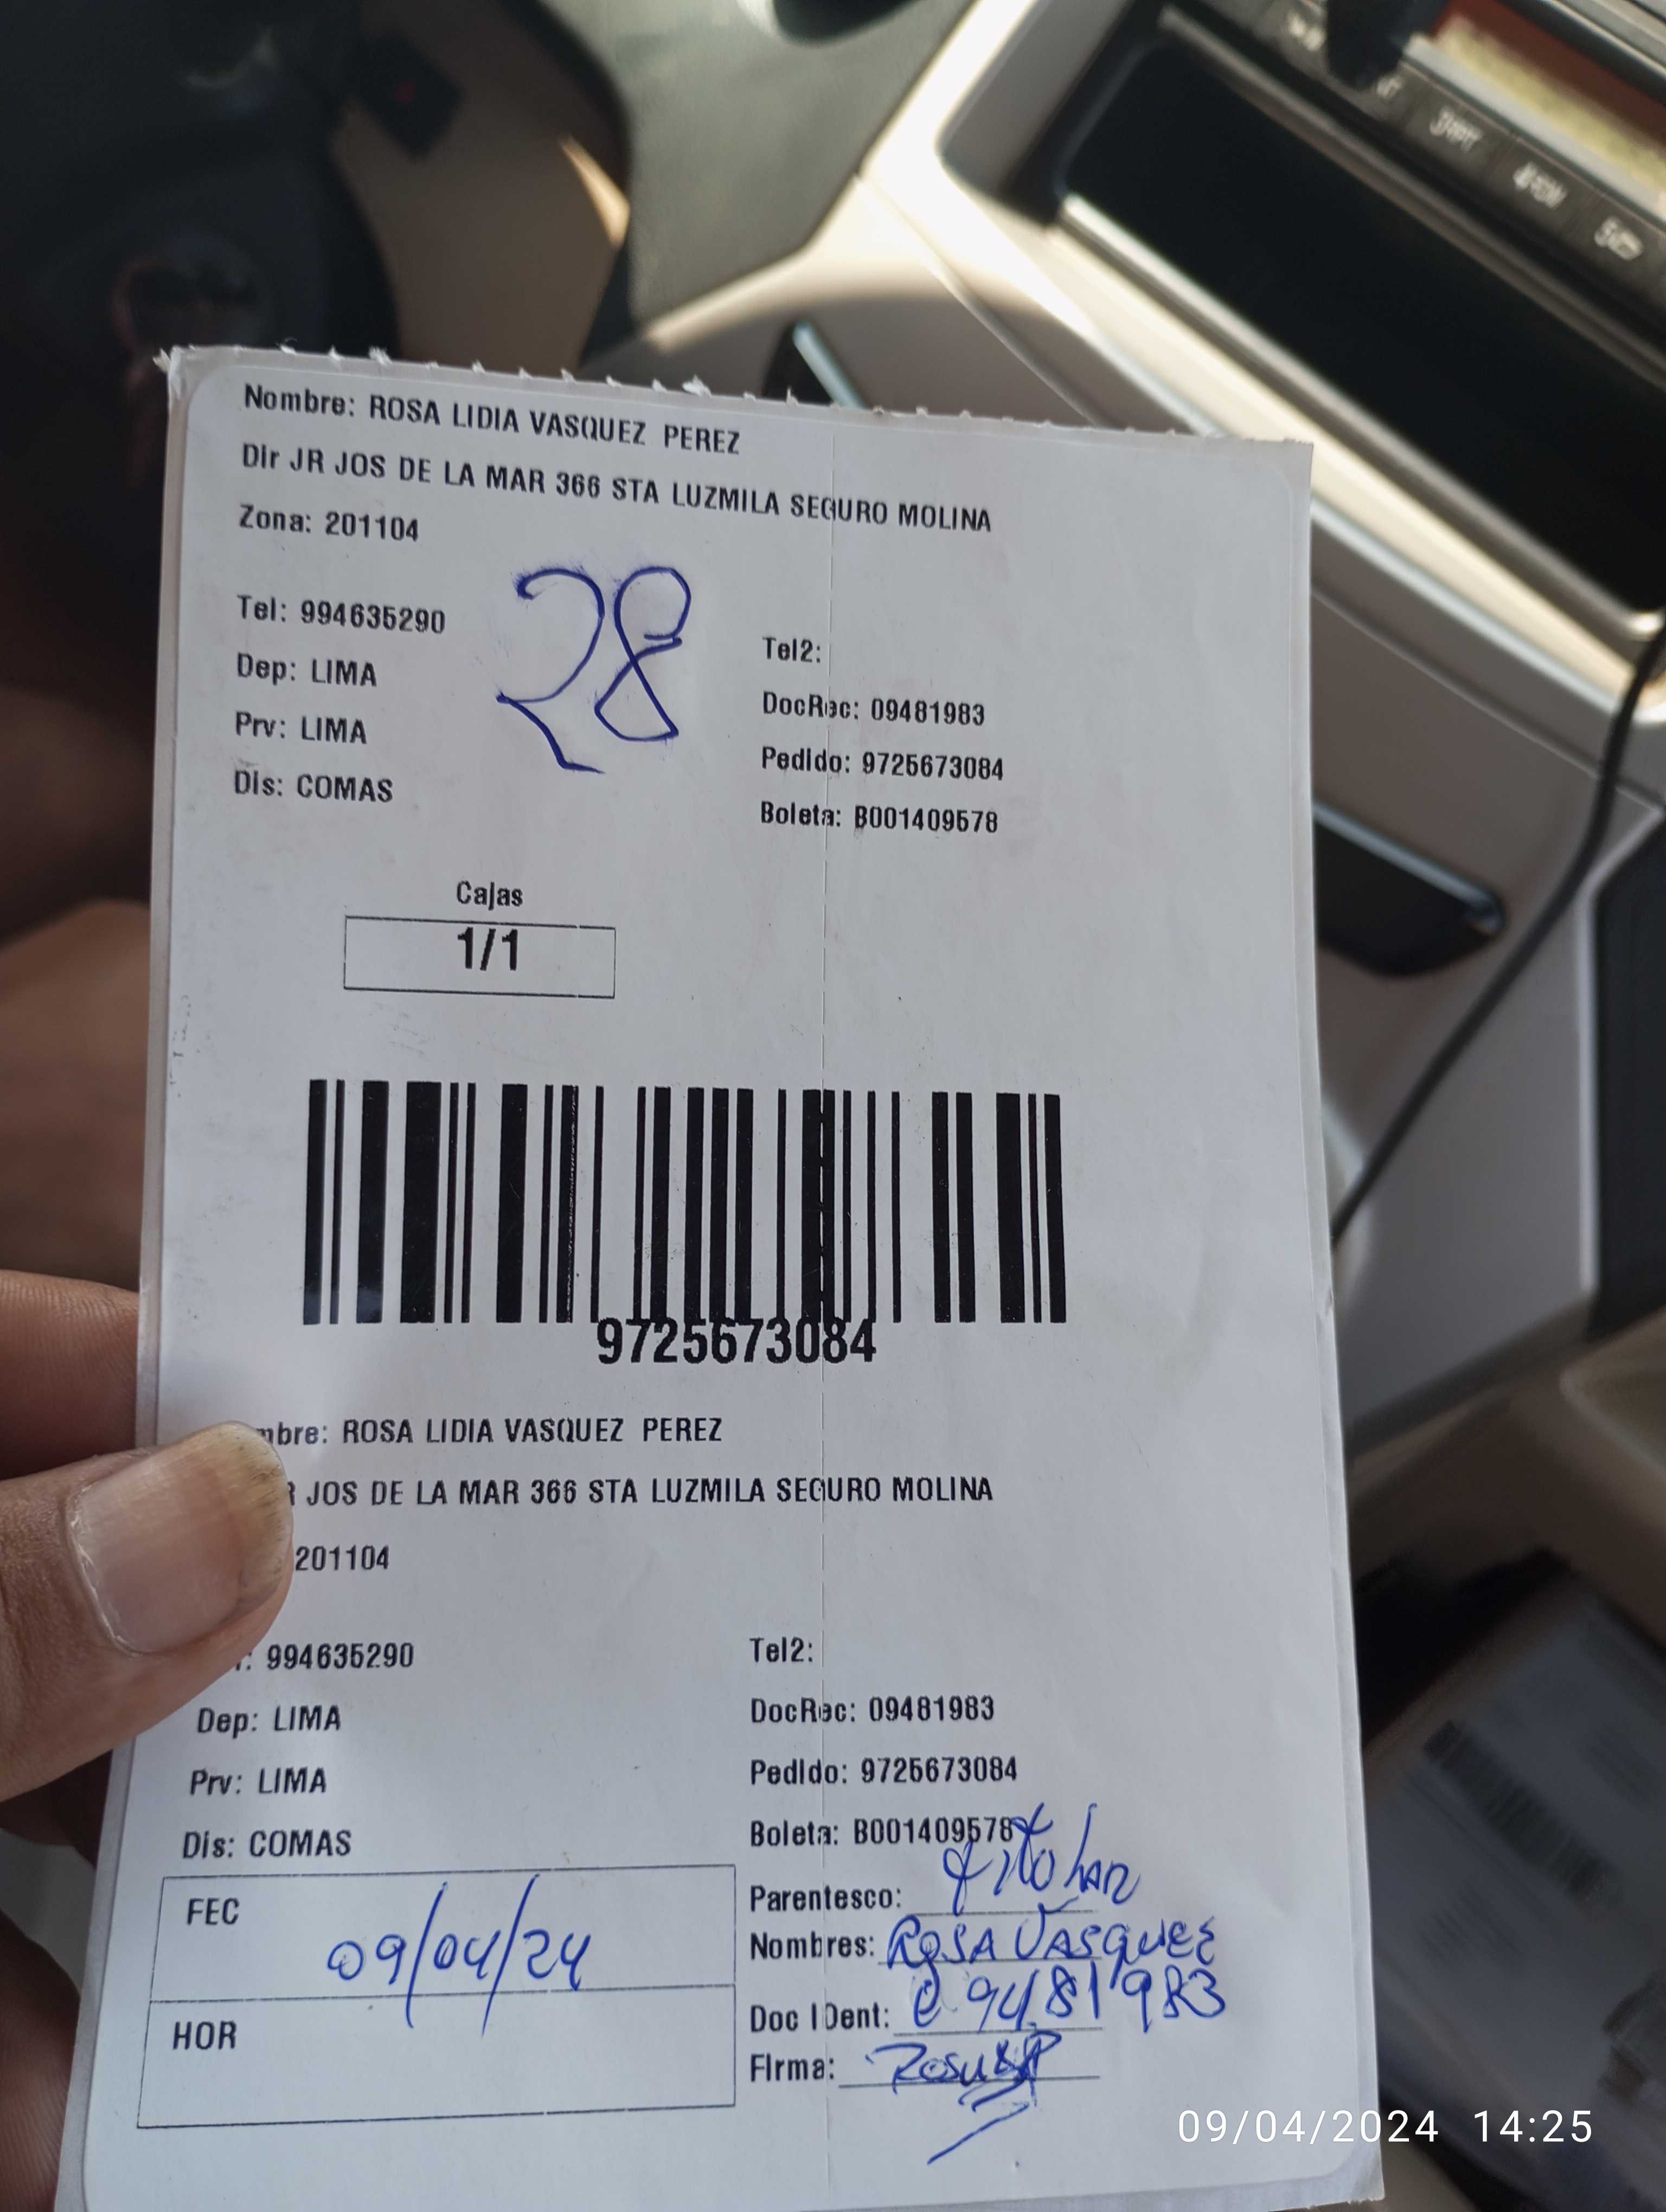 Nombre: ROSA LIDIA VASQUEZ PEREZ
Dir JR JOS DE LA MAR 366 STA LUZMILA SEGURO MOLINA
Zona: 201104
28
Tel: 994635290
Tel2:
Dep: LIMA
DocRec: 09481983
Prv: LIMA
Pedido: 9725673084
Dis: COMAS
Boleta: B001409578
Cajas
1/1
9725673084
mbre: ROSA LIDIA VASQUEZ PEREZ
R JOS DE LA MAR 366 STA LUZMILA SEGURO MOLINA
201104
994635290
Tel2:
Dep: LIMA
DocRec: 09481983
Prv: LIMA
Pedido: 9725673084
Dis: COMAS
Boleta: B001409578
FEC 09/04/24
Parentesco:
Nombres: ROSA VASQUEZ
HOR
Doc IDent: 09481983
Firma:
09/04/2024 14:25